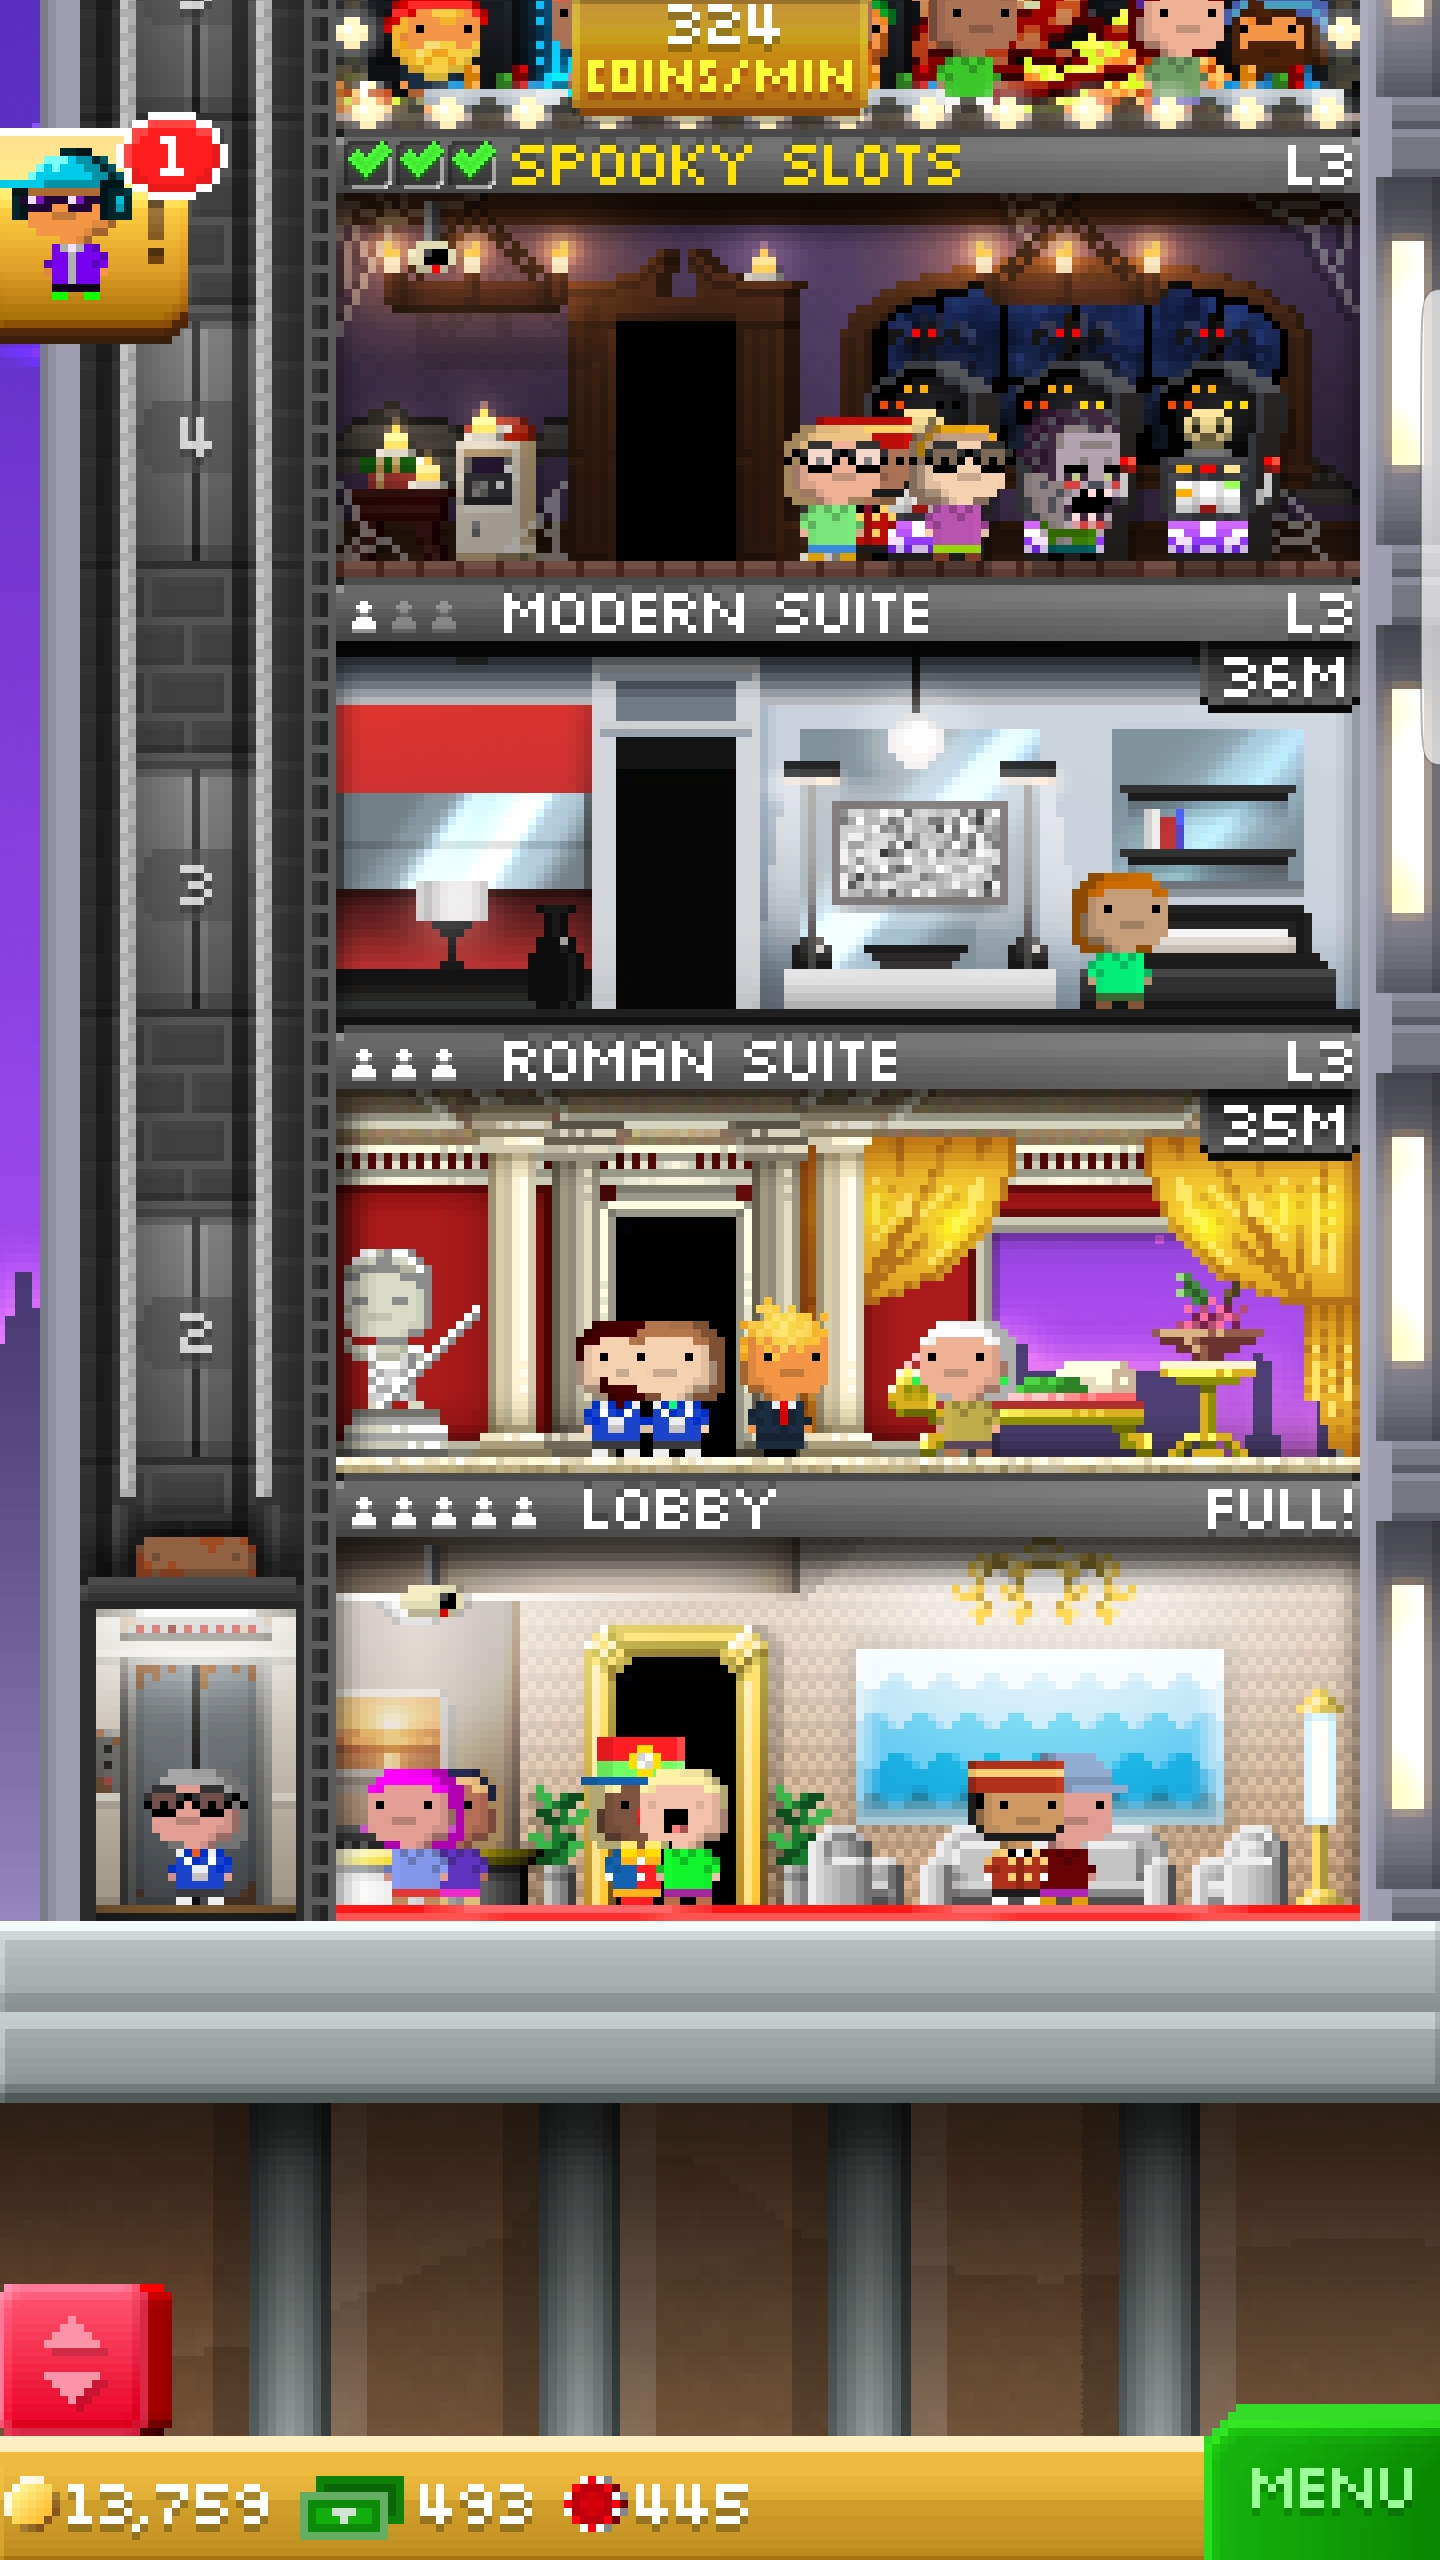 324
COINS/MIN
1
SPOOKY SLOTS L3
4
MODERN SUITE L3
36M
3
ROMAN SUITE L3
35M
2
LOBBY FULL!
MENU
13,759 493 445